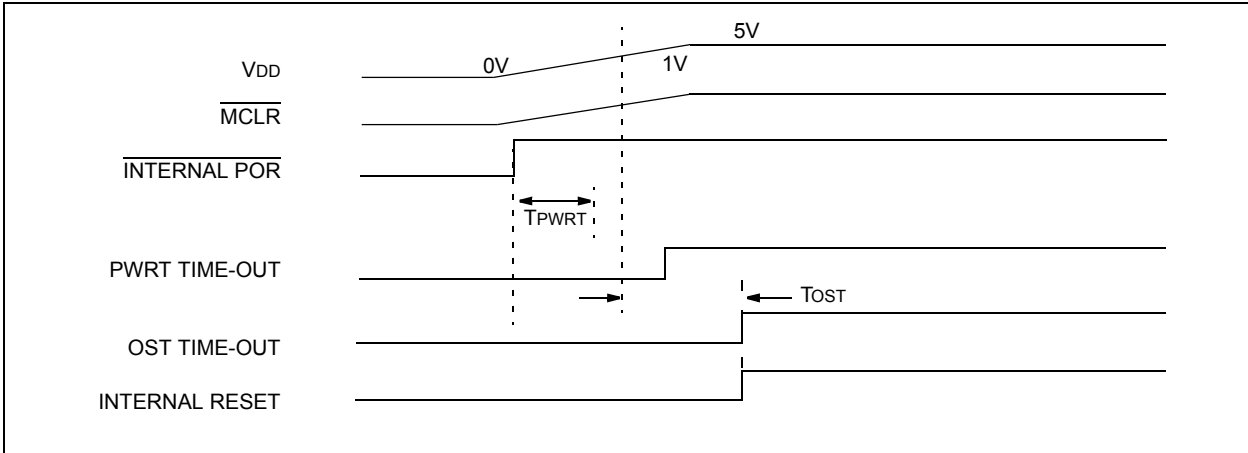 5V
VDD
0V
1V
MCLR
INTERNAL POR
TPWRT
PWRT TIME-OUT
TOST
OST TIME-OUT
INTERNAL RESET